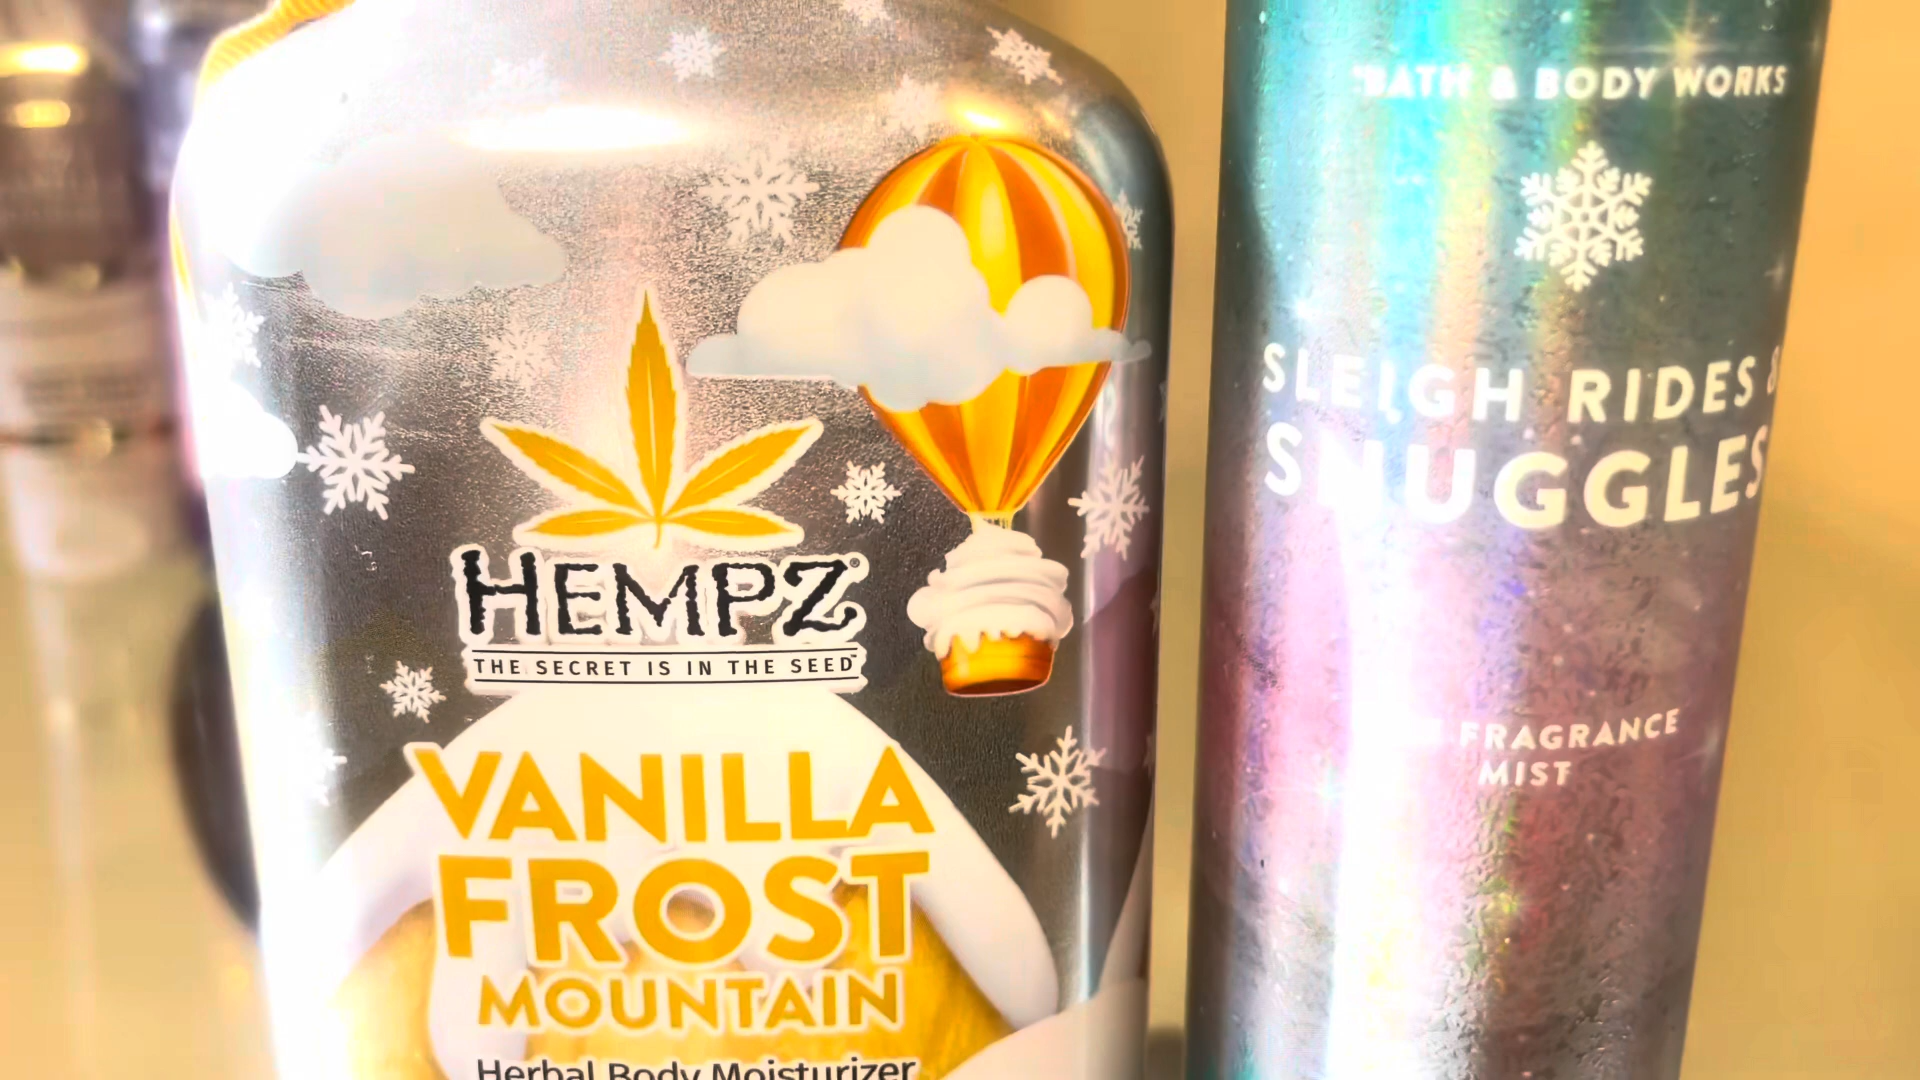 HEMPZ®
THE SECRET IS IN THE SEED™
VANILLA
FROST
MOUNTAIN
Herbal Body Moisturizer
BATH & BODY WORKS
SLEIGH RIDES &
SNUGGLES
FRAGRANCE
MIST